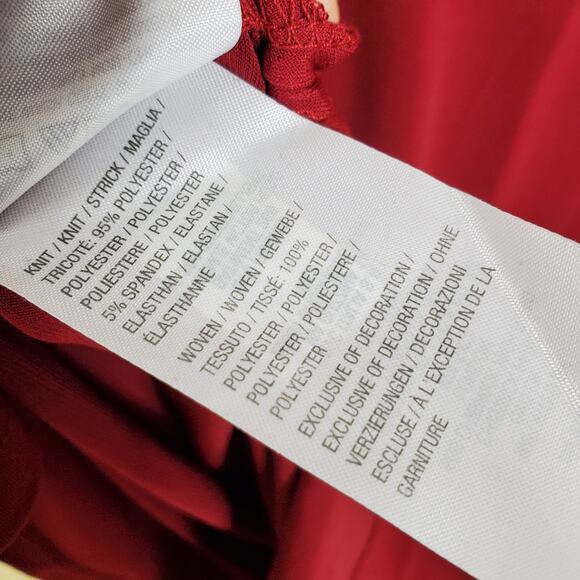 KNIT / KNIT / STRICK / MAGLIA /
TRICOTÉ: 95% POLYESTER /
POLYESTER / POLYESTER /
POLIESTERE / POLYESTER
5% SPANDEX / ELASTANE /
ELASTHAN / ELASTAN /
ÉLASTHANNE
WOVEN / WOVEN / GEWEBE /
TESSUTO / TISSÉ: 100%
POLYESTER / POLYESTER /
POLYESTER / POLIESTERE /
POLYESTER
EXCLUSIVE OF DECORATION /
EXCLUSIVE OF DECORATION / OHNE
VERZIERUNGEN / DECORAZIONI
ESCLUSE / À L'EXCEPTION DE LA
GARNITURE